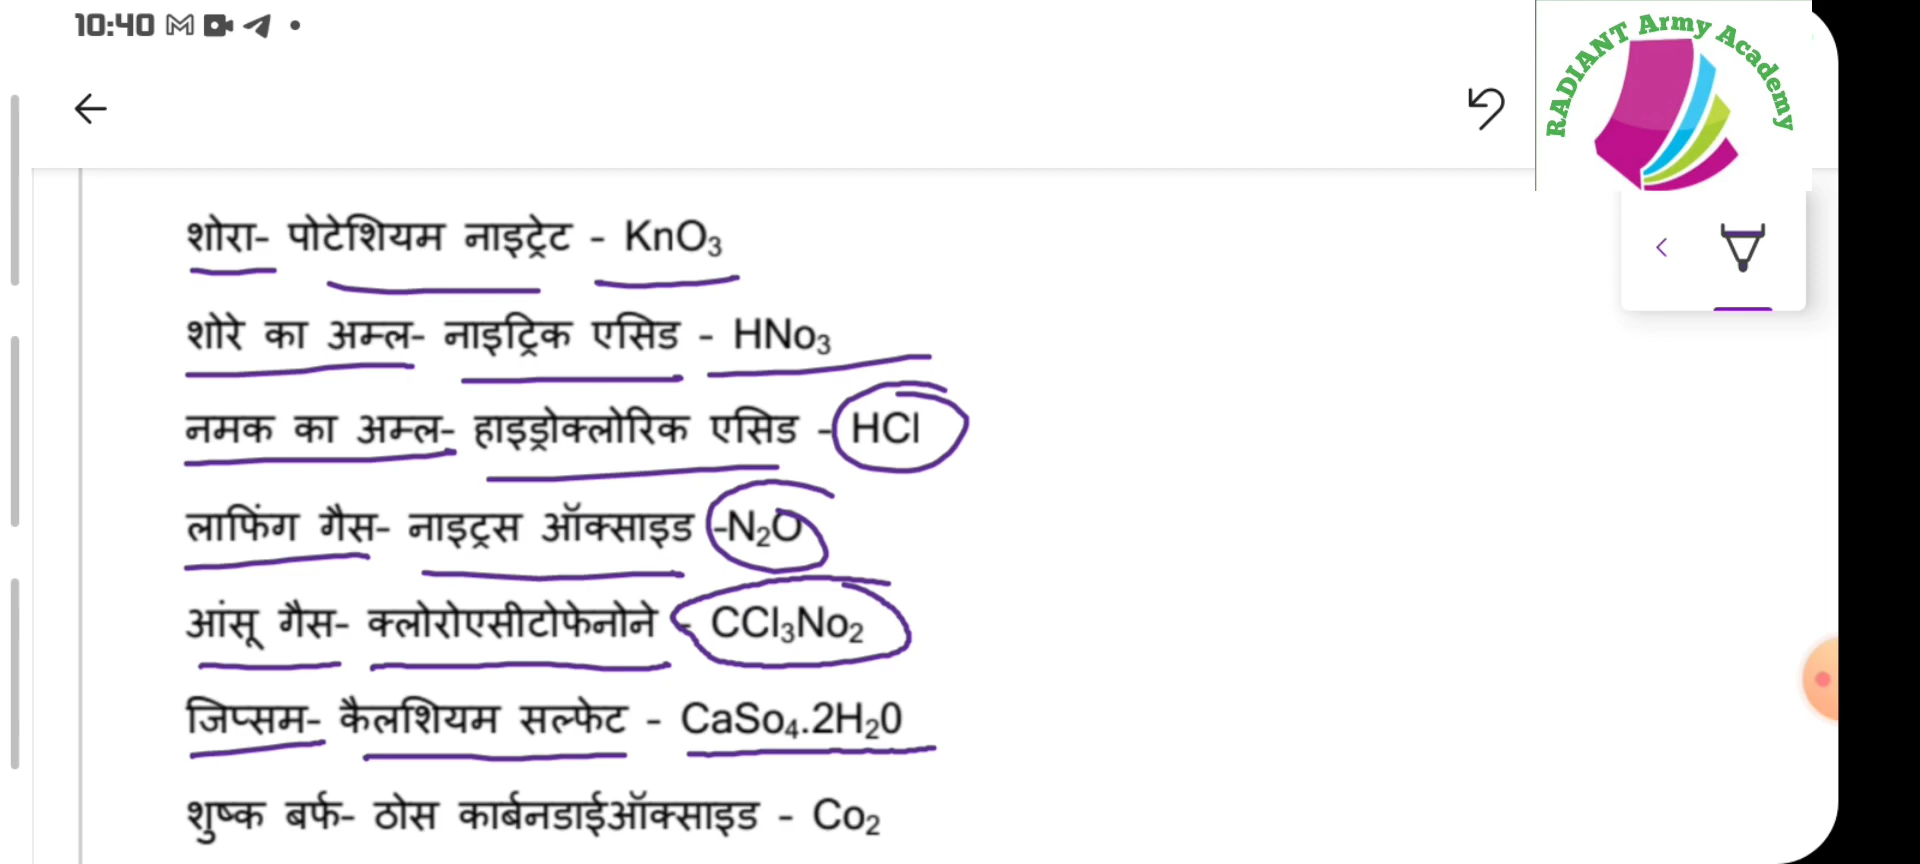 10:40
RADIANT Army Academy
शोरा- पोटेशियम नाइट्रेट - KnO₃
शोरे का अम्ल- नाइट्रिक एसिड - HNo₃
नमक का अम्ल- हाइड्रोक्लोरिक एसिड - HCl
लाफिंग गैस- नाइट्रस ऑक्साइड -N₂O
आंसू गैस- क्लोरोएसीटोफेनोने - CCl₃No₂
जिप्सम- कैलशियम सल्फेट - CaSo₄.2H₂0
शुष्क बर्फ- ठोस कार्बनडाईऑक्साइड - Co₂